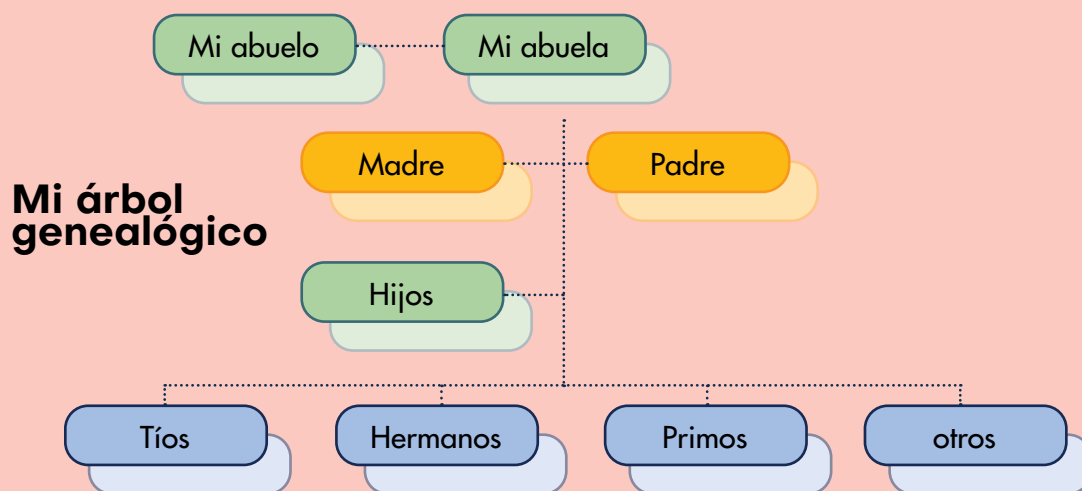 Mi abuelo
Mi abuela
Madre
Padre
Mi árbol
genealógico
Hijos
Tíos
Hermanos
Primos
otros